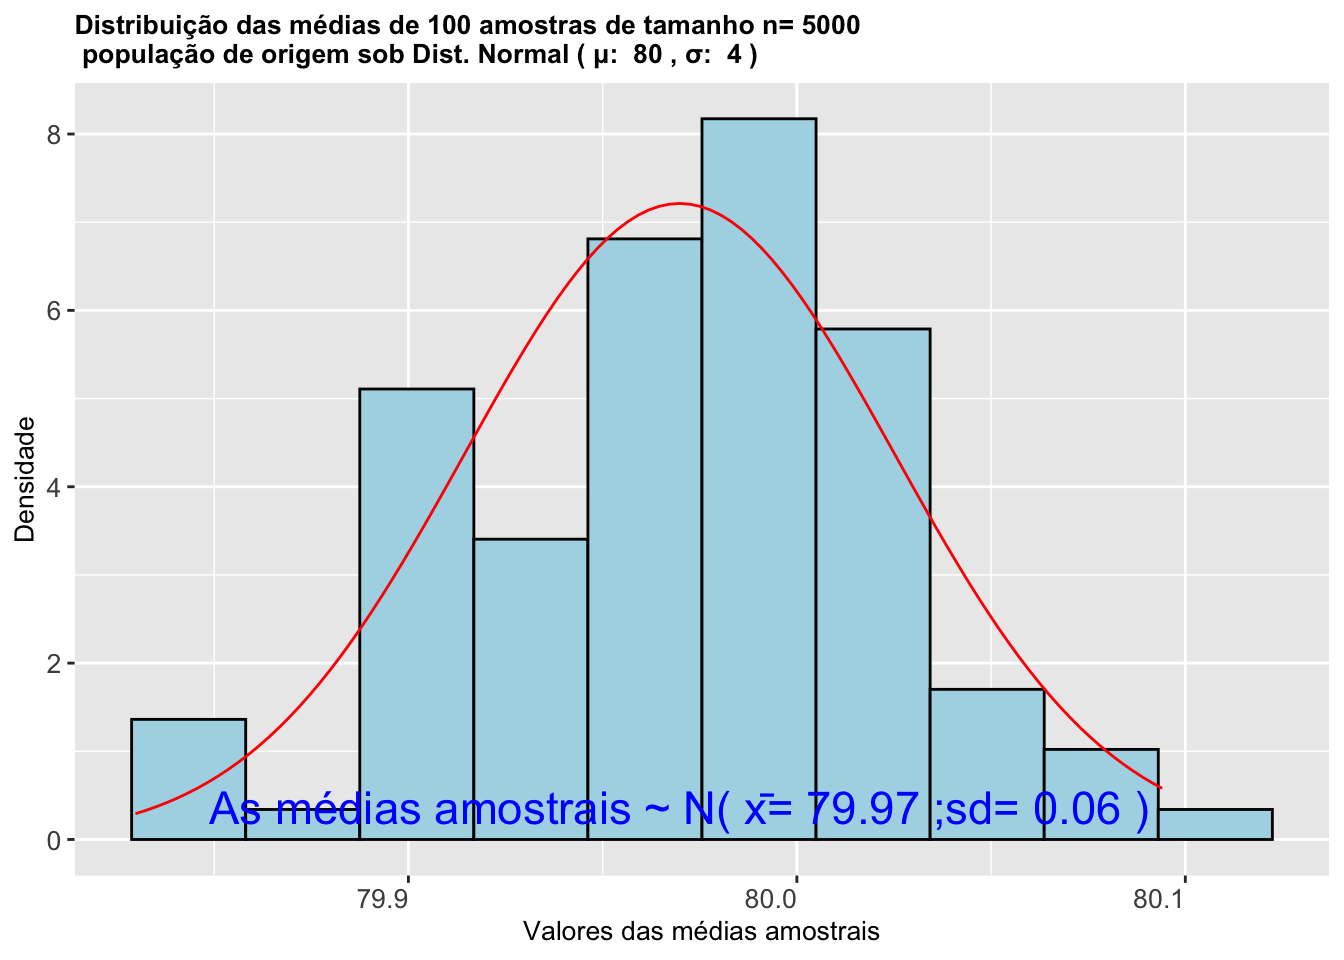 Distribuição das médias de 100 amostras de tamanho n= 5000
população de origem sob Dist. Normal ( μ:  80 , σ:  4 )
8
6
4
2
0
Densidade
As médias amostrais ~ N( x̄= 79.97 ;sd= 0.06 )
79.9 80.0 80.1
Valores das médias amostrais